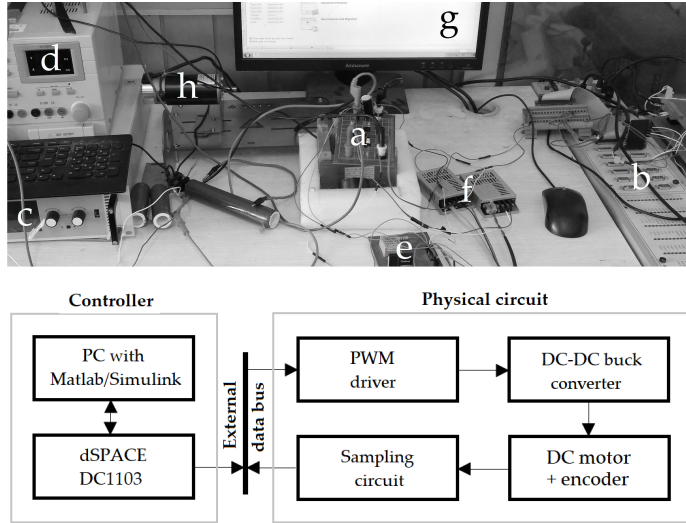 g
d
h
lenovo
a
b
f
c
e
Controller
Physical circuit
PC with
Matlab/Simulink
PWM
driver
DC-DC buck
converter
External
data bus
dSPACE
DC1103
Sampling
circuit
DC motor
+ encoder